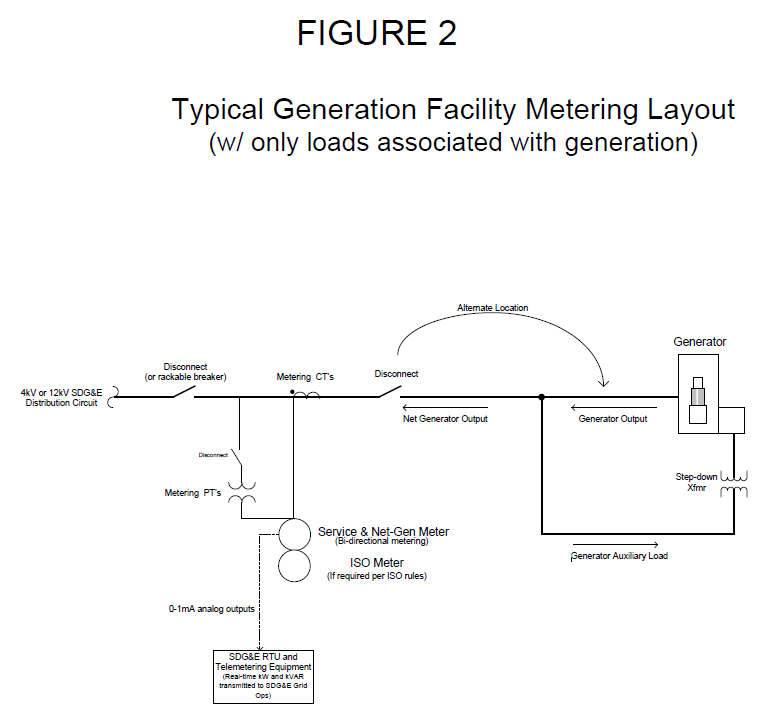 FIGURE 2
Typical Generation Facility Metering Layout
(w/ only loads associated with generation)
Alternate Location
Generator
Disconnect
(or rackable breaker)
Metering CT's
Disconnect
4kV or 12kV SDG&E
Distribution Circuit
Net Generator Output
Generator Output
Disconnect
Metering PT's
Step-down
Xfmr
Service & Net-Gen Meter
(Bi-directional metering)
ISO Meter
(If required per ISO rules)
Generator Auxiliary Load
0-1mA analog outputs
SDG&E RTU and
Telemetering Equipment
(Real-time kW and kVAR
transmitted to SDG&E Grid
Ops)